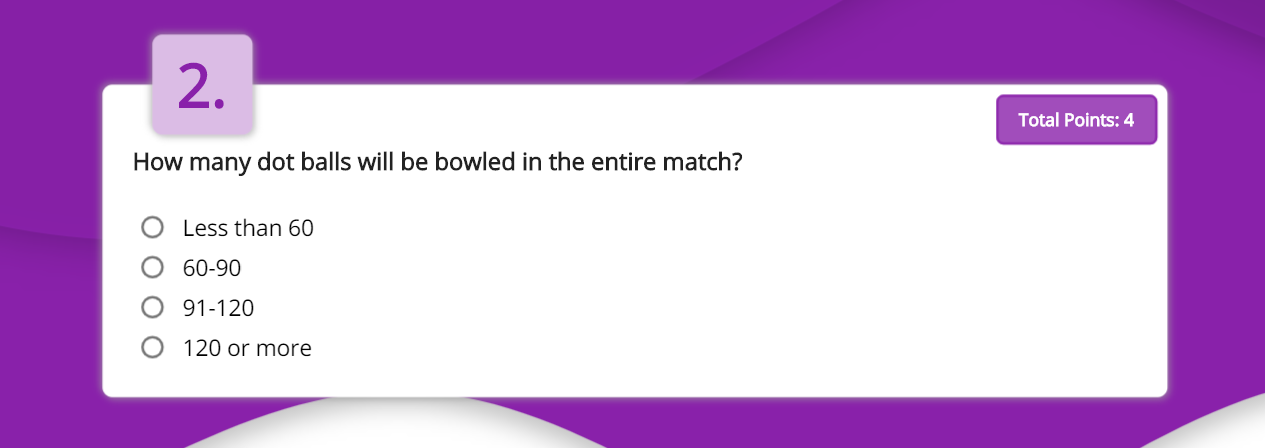 2.
Total Points: 4
How many dot balls will be bowled in the entire match?
Less than 60
60-90
91-120
120 or more